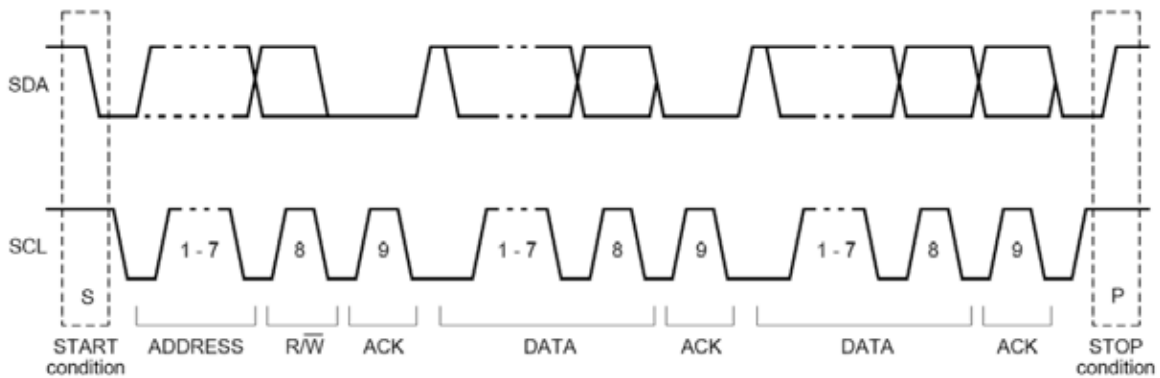 SDA
SCL
1 - 7 8 9 1 - 7 8 9 1 - 7 8 9
S P
START condition ADDRESS R/W̅ ACK DATA ACK DATA ACK STOP condition